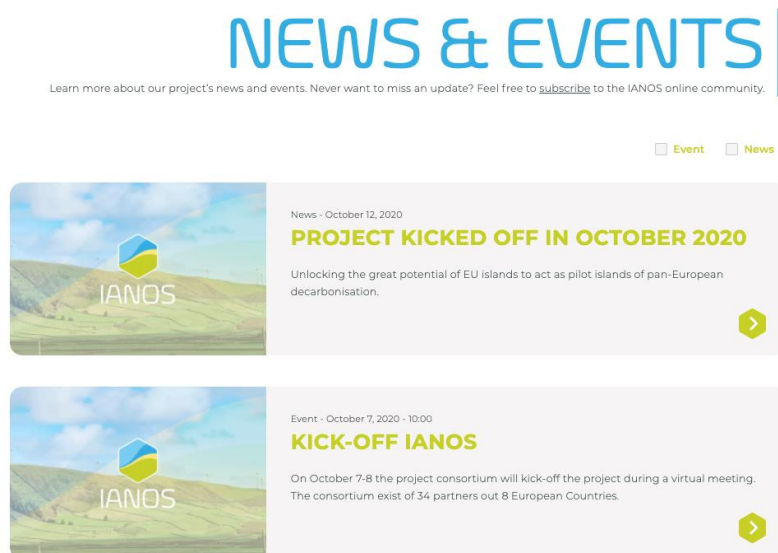 NEWS & EVENTS
Learn more about our project's news and events. Never want to miss an update? Feel free to subscribe to the IANOS online community.
Event
News
IANOS
News - October 12, 2020
PROJECT KICKED OFF IN OCTOBER 2020
Unlocking the great potential of EU islands to act as pilot islands of pan-European
decarbonisation.
IANOS
Event - October 7, 2020 - 10:00
KICK-OFF IANOS
On October 7-8 the project consortium will kick-off the project during a virtual meeting.
The consortium exist of 34 partners out 8 European Countries.